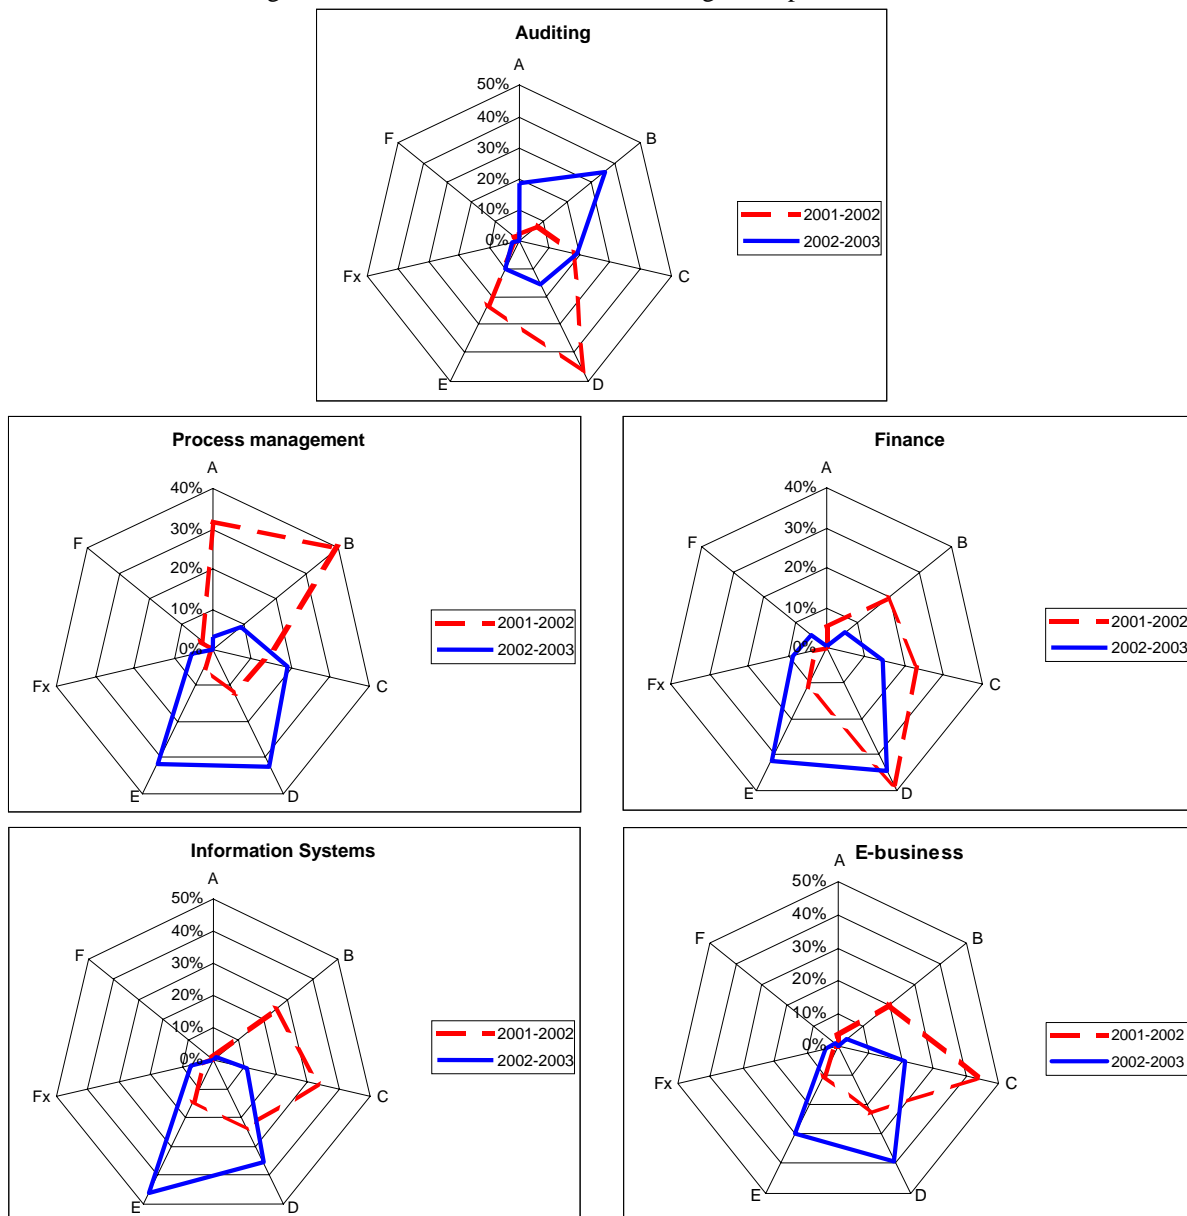 Auditing
A
50%
40%
30%
20%
10%
0%
F
B
Fx
C
E
D
2001-2002
2002-2003
Process management
A
40%
30%
20%
10%
0%
F
B
Fx
C
E
D
2001-2002
2002-2003
Finance
A
40%
30%
20%
10%
0%
F
B
Fx
C
E
D
2001-2002
2002-2003
Information Systems
A
50%
40%
30%
20%
10%
0%
F
B
Fx
C
E
D
2001-2002
2002-2003
E-business
A
50%
40%
30%
20%
10%
0%
F
B
Fx
C
E
D
2001-2002
2002-2003